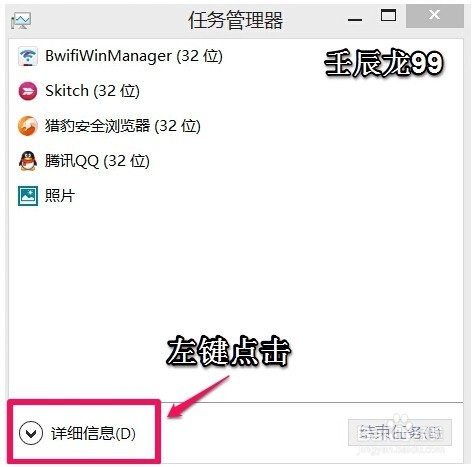 任务管理器
BwifiWinManager (32 位)
壬辰龙99
Skitch (32 位)
猎豹安全浏览器 (32 位)
腾讯QQ (32 位)
照片
左键点击
详细信息(D)
结束任务(E)